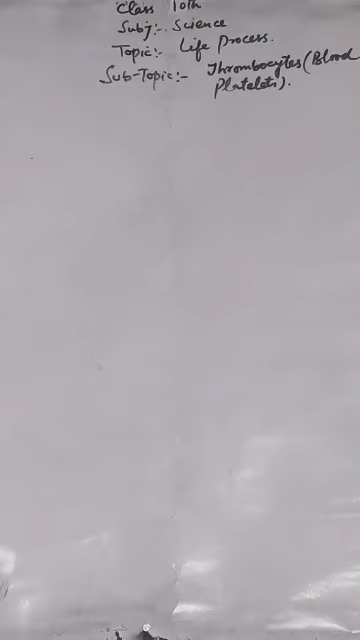 Class 10th
Subj:- Science
Topic:- Life Process.
Sub-Topic:- Thrombocytes (Blood
Platelets).